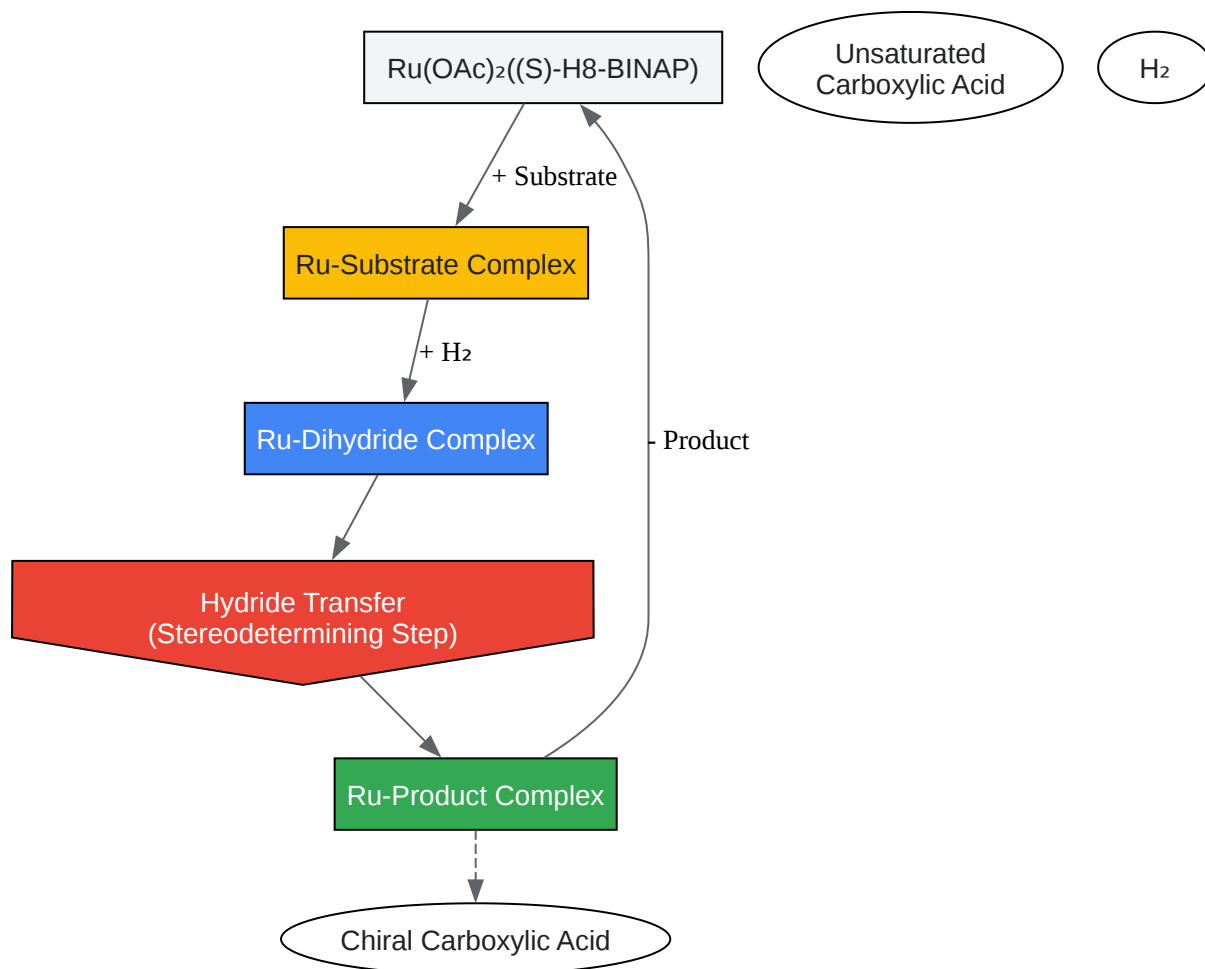 Ru(OAc)₂((S)-H8-BINAP)
Unsaturated
Carboxylic Acid
H₂
+ Substrate
Ru-Substrate Complex
+ H₂
Ru-Dihydride Complex
- Product
Hydride Transfer
(Stereodetermining Step)
Ru-Product Complex
Chiral Carboxylic Acid